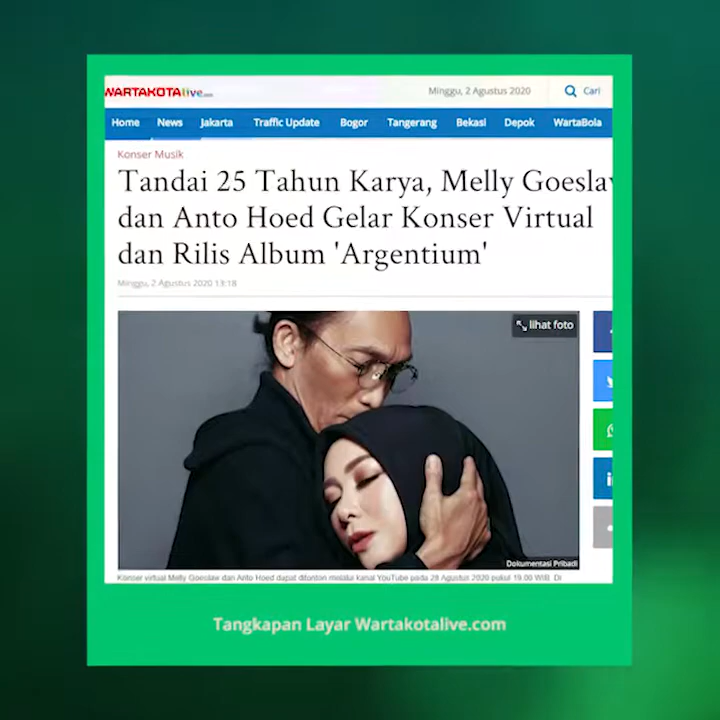 WARTAKOTAlive.com
Minggu, 2 Agustus 2020
Cari
Home News Jakarta Traffic Update Bogor Tangerang Bekasi Depok WartaBola
Konser Musik
Tandai 25 Tahun Karya, Melly Goeslaw
dan Anto Hoed Gelar Konser Virtual
dan Rilis Album 'Argentium'
Minggu, 2 Agustus 2020 13:18
lihat foto
Dokumentasi Pribadi
Konser virtual Melly Goeslaw dan Anto Hoed dapat ditonton melalui kanal YouTube pada 28 Agustus 2020 pukul 19.00 WIB. Di
Tangkapan Layar Wartakotalive.com